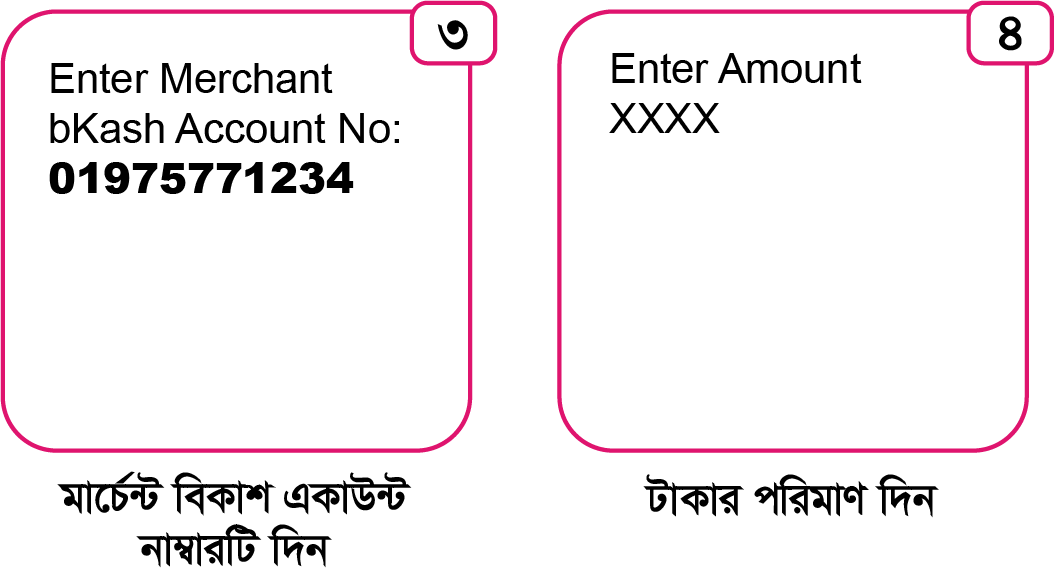 ৩
Enter Merchant
bKash Account No:
01975771234
মার্চেন্ট বিকাশ একাউন্ট
নাম্বারটি দিন
৪
Enter Amount
XXXX
টাকার পরিমাণ দিন